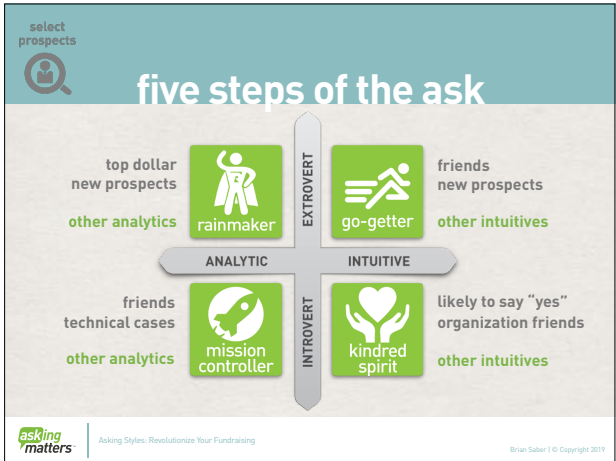 select
prospects
five steps of the ask
top dollar
new prospects
other analytics
rainmaker
EXTROVERT
go-getter
friends
new prospects
other intuitives
ANALYTIC
INTUITIVE
friends
technical cases
other analytics
mission
controller
INTROVERT
kindred
spirit
likely to say “yes”
organization friends
other intuitives
asking
matters™
Asking Styles: Revolutionize Your Fundraising
Brian Saber | © Copyright 2019